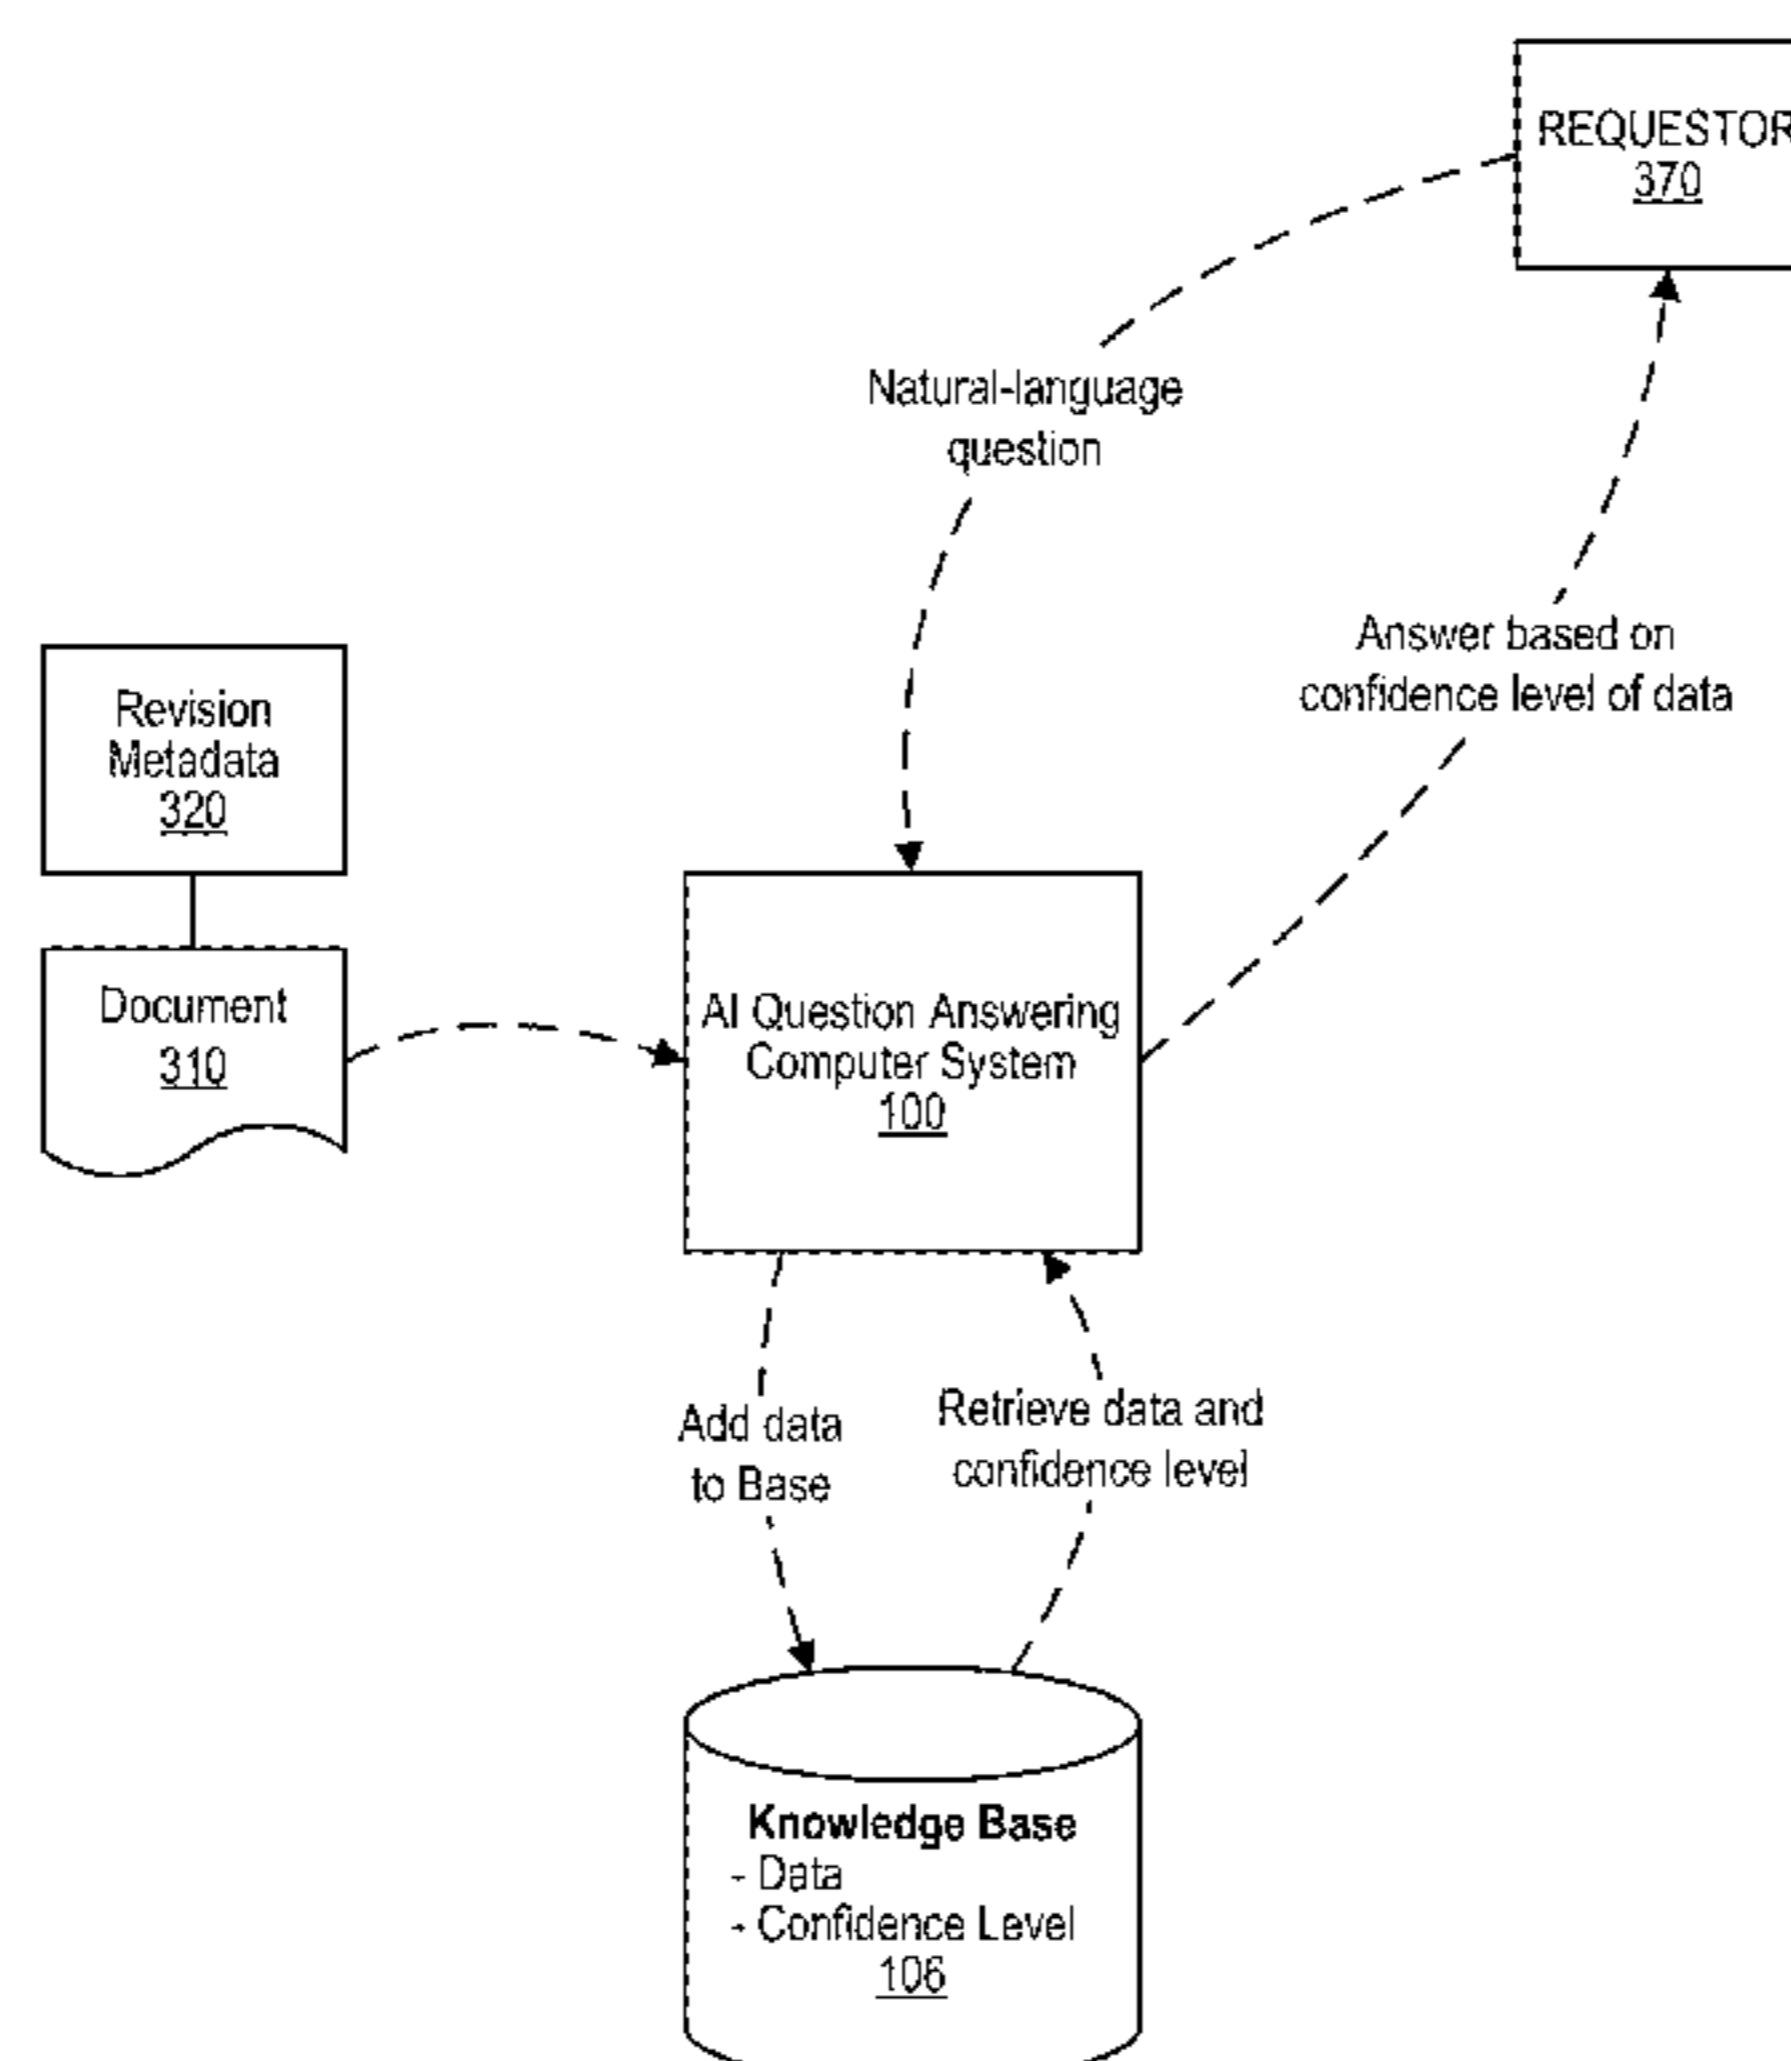 REQUESTOR
370
Natural-language
question
Answer based on
confidence level of data
Revision
Metadata
320
Document
310
AI Question Answering
Computer System
100
Add data
to Base
Retrieve data and
confidence level
Knowledge Base
- Data
- Confidence Level
106